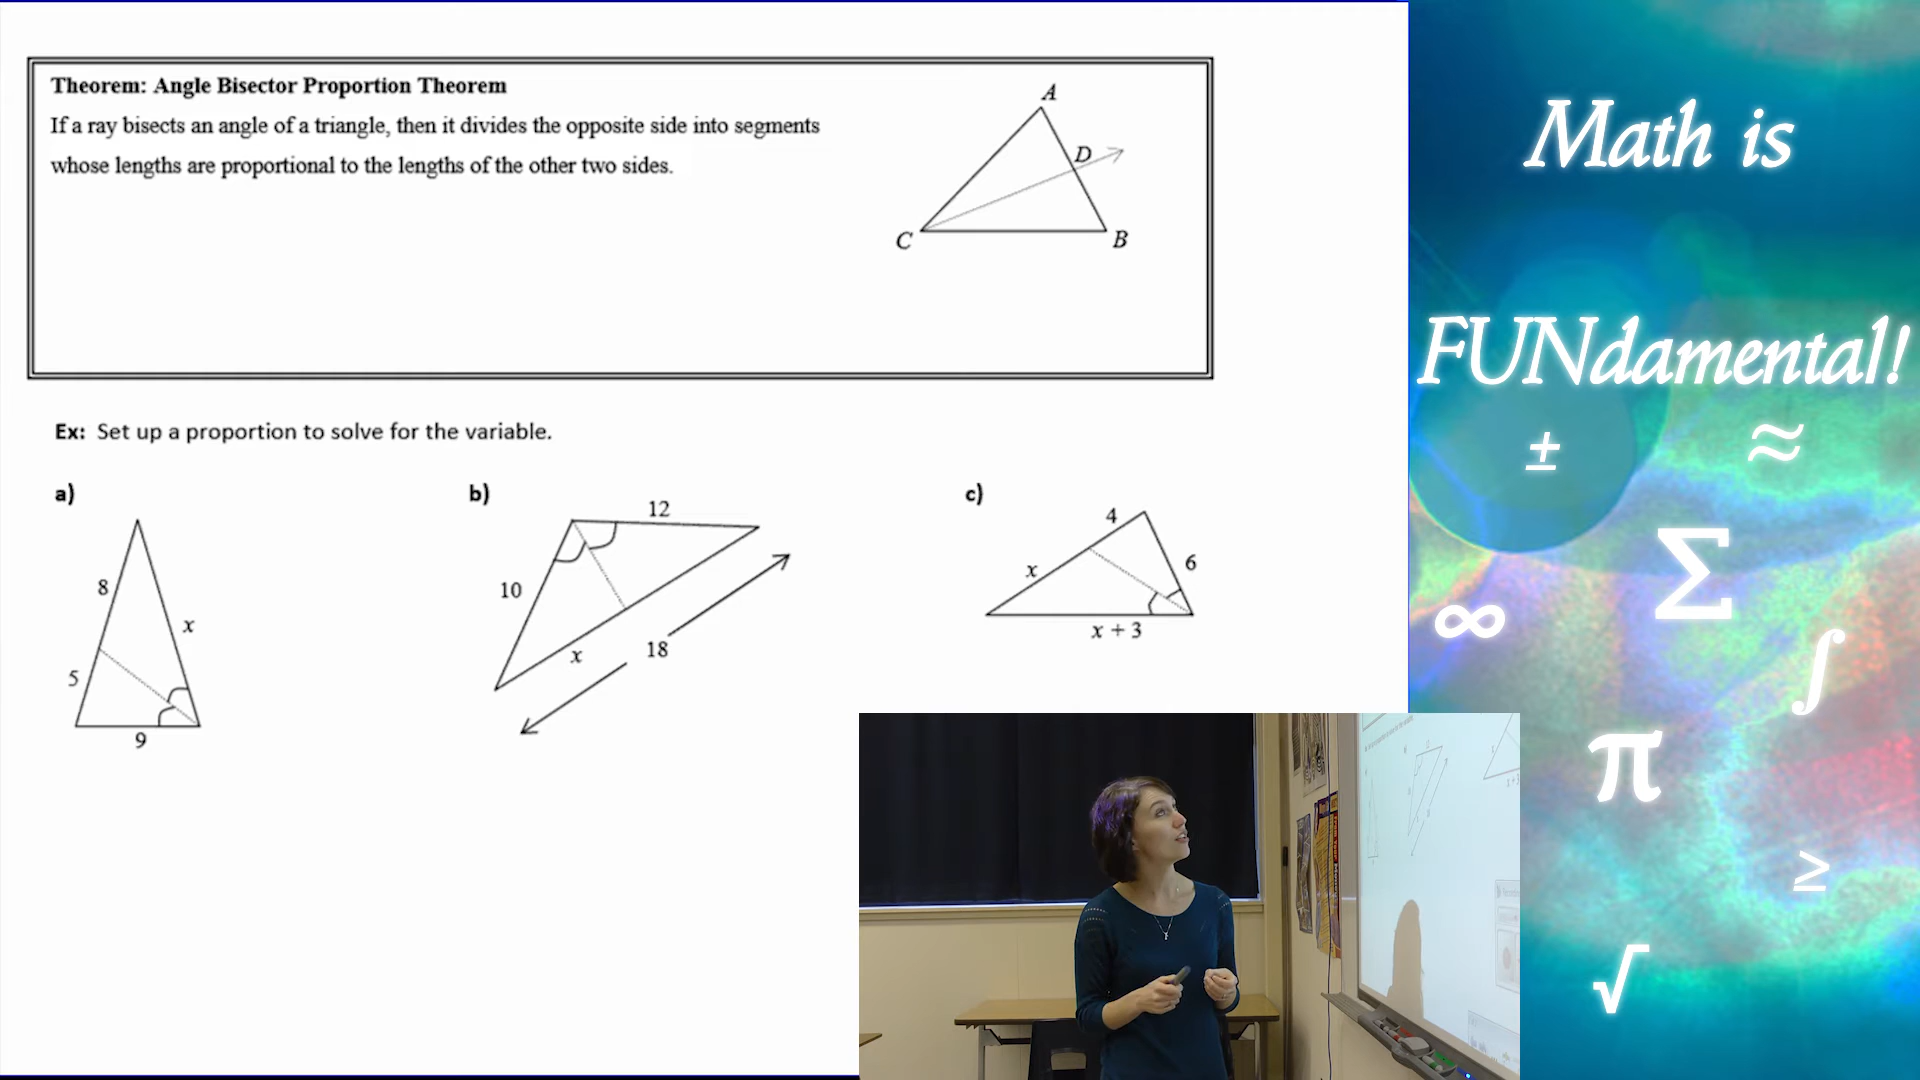 Theorem: Angle Bisector Proportion Theorem
If a ray bisects an angle of a triangle, then it divides the opposite side into segments
whose lengths are proportional to the lengths of the other two sides.
A
D
C
B
Ex: Set up a proportion to solve for the variable.
a)
8
x
5
9
b)
12
10
x
18
c)
4
6
x
x + 3
Math is
FUNdamental!
±
≈
Σ
∞
∫
π
≥
√